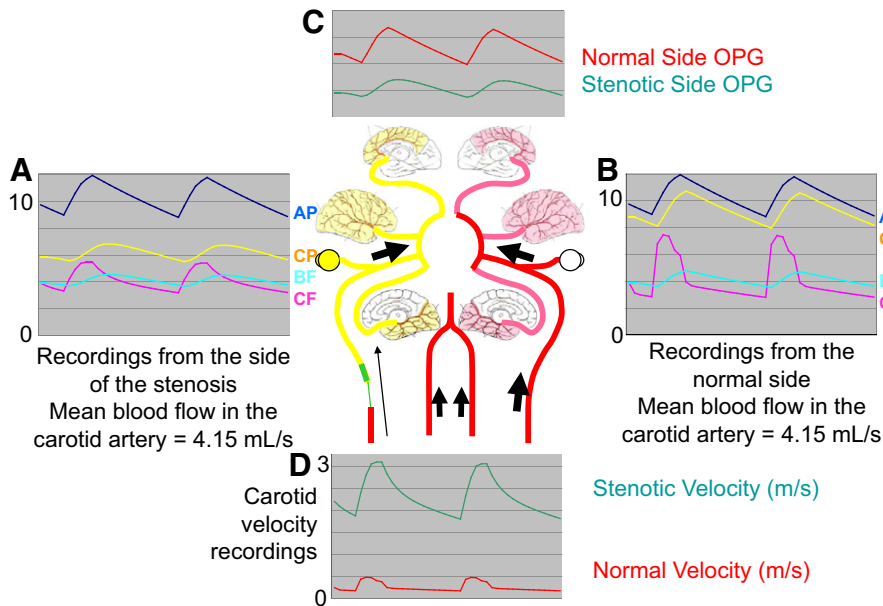 C
Normal Side OPG
Stenotic Side OPG
A
10
0
AP
CP
BF
CF
B
10
0
Recordings from the side
of the stenosis
Mean blood flow in the
carotid artery = 4.15 mL/s
Recordings from the
normal side
Mean blood flow in the
carotid artery = 4.15 mL/s
D
3
0
Carotid
velocity
recordings
Stenotic Velocity (m/s)
Normal Velocity (m/s)